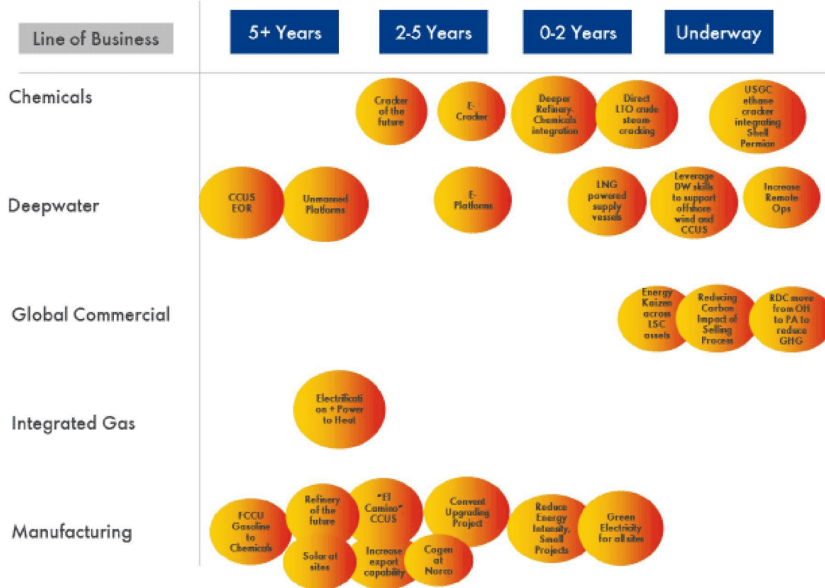 Line of Business
5+ Years
2-5 Years
0-2 Years
Underway
Chemicals
Cracker
of the
future
E-
Cracker
Deeper
Refinery-
Chemicals
integration
Direct
LTO crude
steam
cracking
USGC
ethane
cracker
integrating
Shell
Permian
Deepwater
CCUS
EOR
Unmanned
Platforms
E-
Platforms
LNG
powered
supply
vessels
Leverage
DW skills
to support
offshore
wind and
CCUS
Increase
Remote
Ops
Global Commercial
Energy
Kaizen
across
LSC
assets
Reducing
Carbon
Impact of
Selling
Process
RDC move
from OH
to PA to
reduce
GHG
Integrated Gas
Electrificati
on + Power
to Heat
Manufacturing
FCCU
Gasoline
to
Chemicals
Refinery
of the
future
"El
Camino"
CCUS
Convent
Upgrading
Project
Reduce
Energy
Intensity,
Small
Projects
Green
Electricity
for all sites
Solar at
sites
Increase
export
capability
Cogen
at
Norco